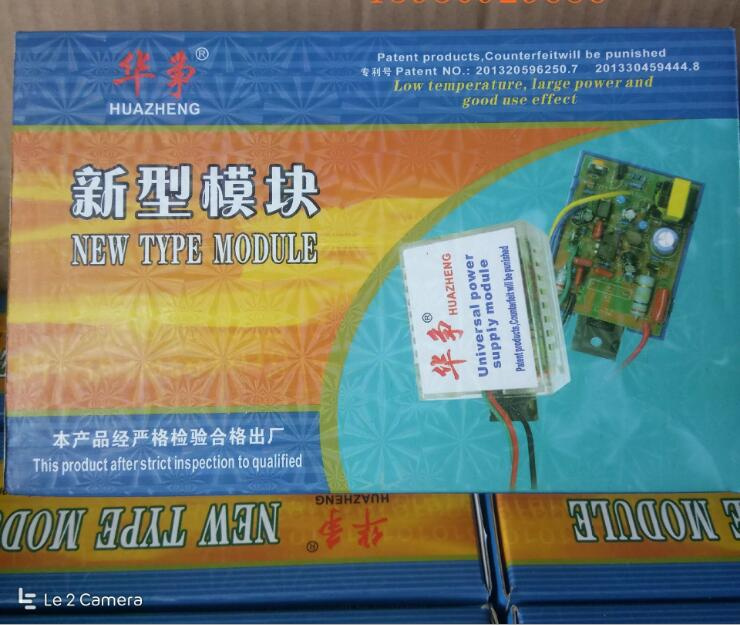 华争®
HUAZHENG
Patent products,Counterfeitwill be punished
专利号 Patent NO.: 201320596250.7 201330459444.8
Low temperature, large power and
good use effect
新型模块
NEW TYPE MODULE
华争®
HUAZHENG
Universal power
supply module
Patent products,Counterfeit will be punished
本产品经严格检验合格出厂
This product after strict inspection to qualified
NEW TYPE MODU
华争®
HUAZHENG
E MODULE
Le 2 Camera